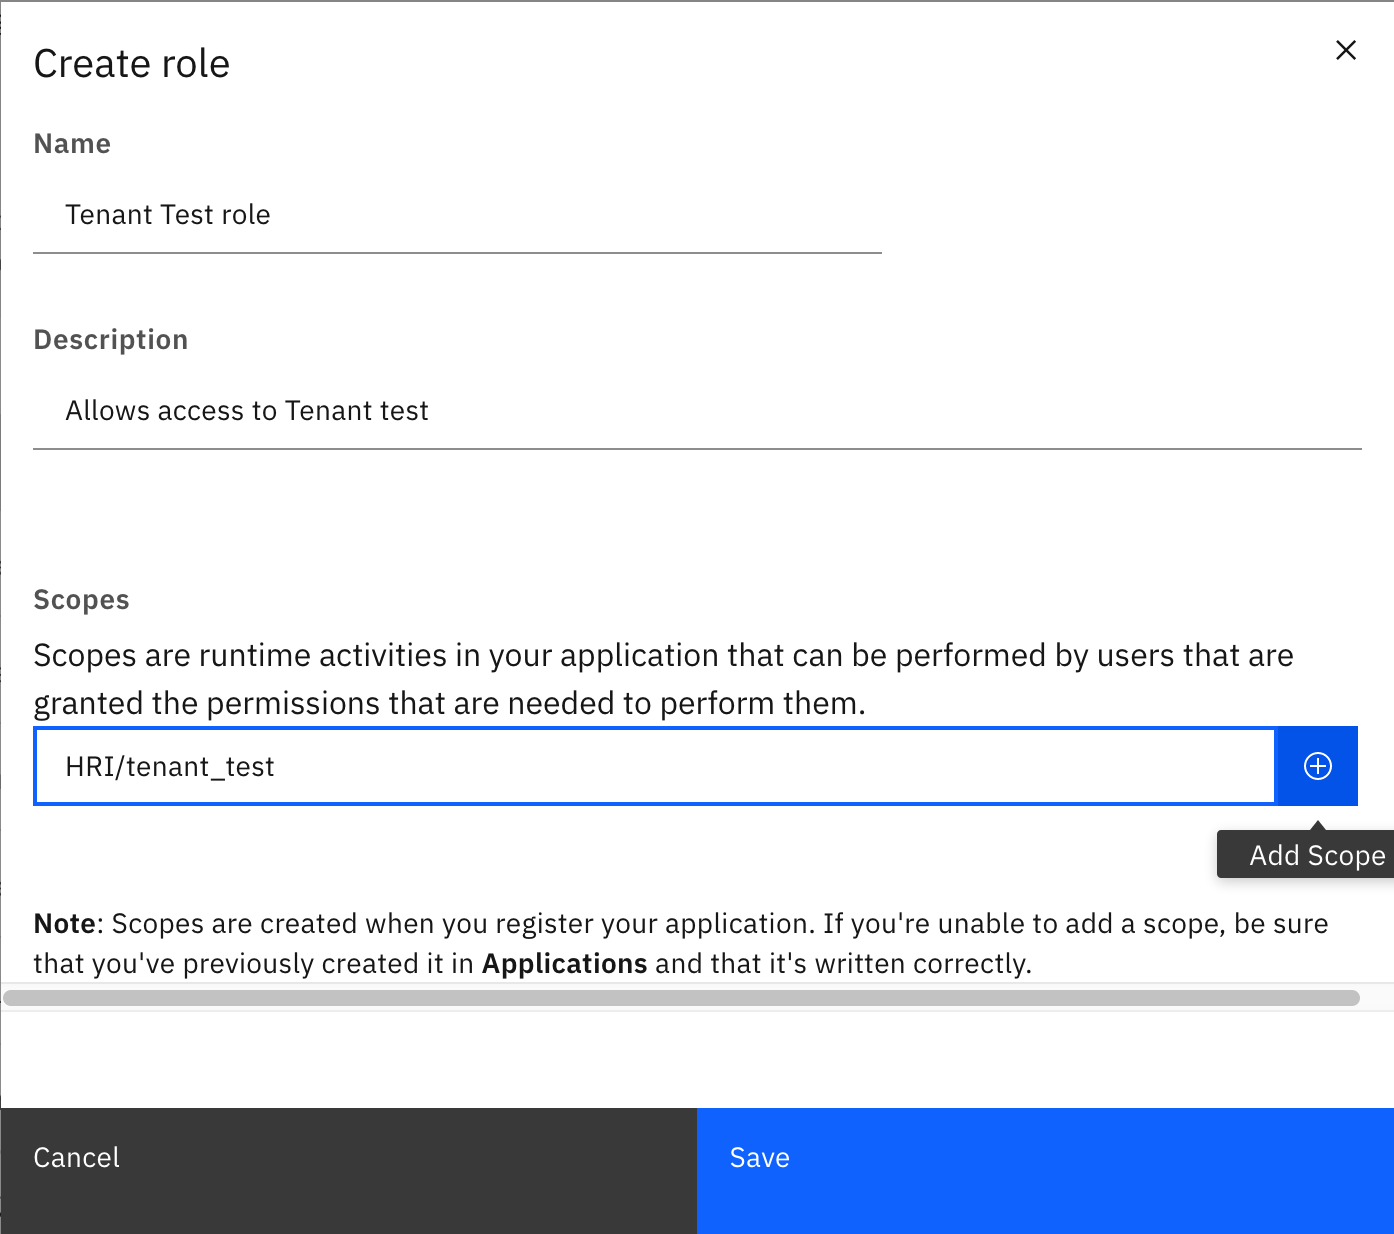 Create role
Name
Tenant Test role
Description
Allows access to Tenant test
Scopes
Scopes are runtime activities in your application that can be performed by users that are
granted the permissions that are needed to perform them.
HRI/tenant_test
Add Scope
Note: Scopes are created when you register your application. If you're unable to add a scope, be sure
that you've previously created it in Applications and that it's written correctly.
Cancel
Save